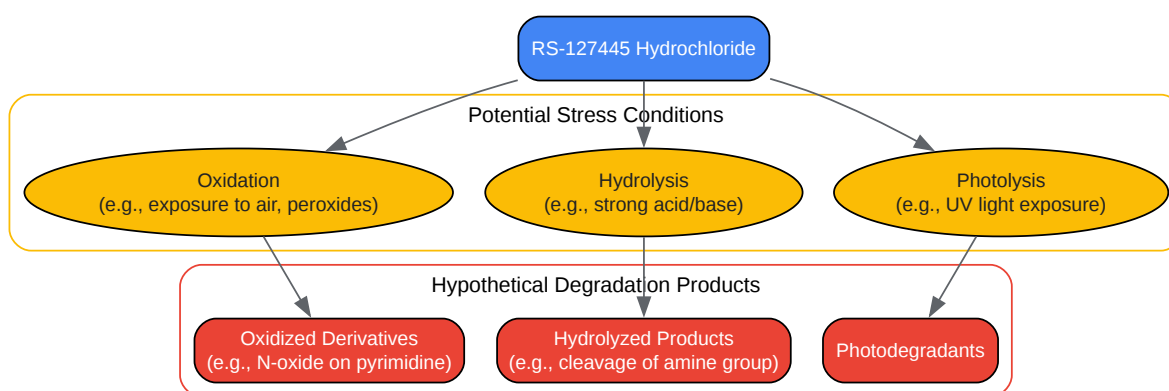 RS-127445 Hydrochloride
Potential Stress Conditions
Oxidation
(e.g., exposure to air, peroxides)
Hydrolysis
(e.g., strong acid/base)
Photolysis
(e.g., UV light exposure)
Hypothetical Degradation Products
Oxidized Derivatives
(e.g., N-oxide on pyrimidine)
Hydrolyzed Products
(e.g., cleavage of amine group)
Photodegradants